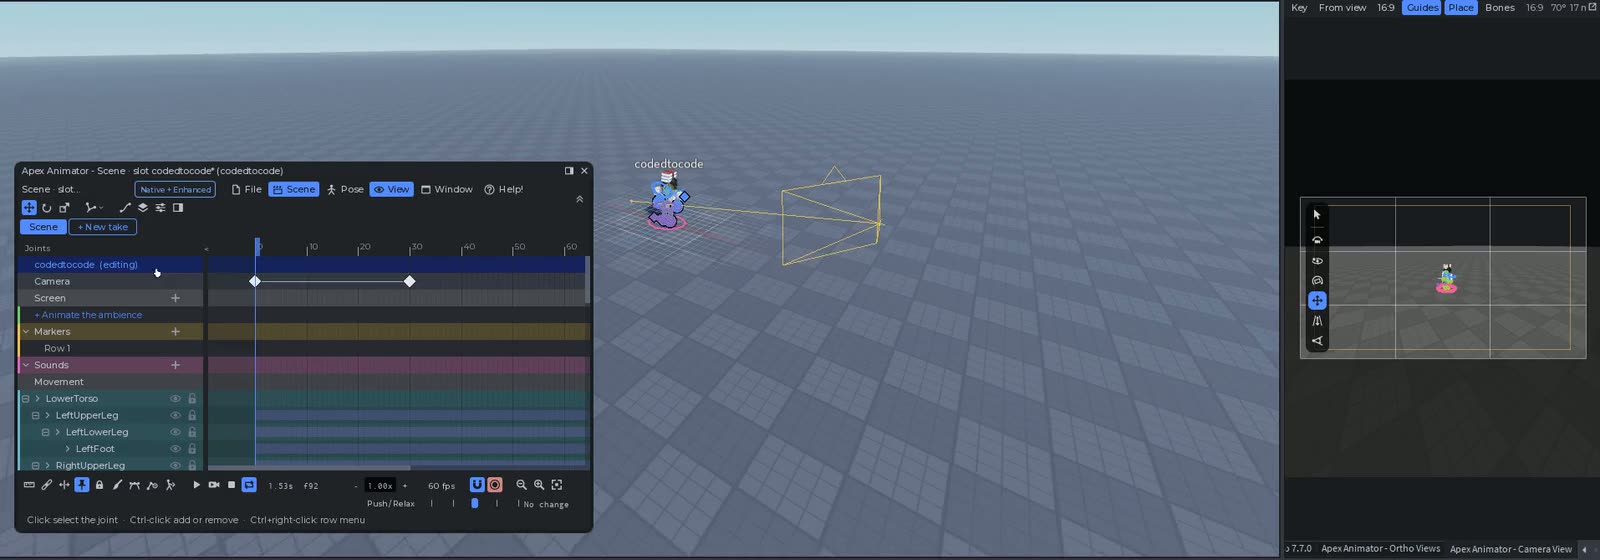 Key From view 16:9 Guides Place Bones 16:9 70° 17
codedtocode
Apex Animator - Scene · slot codedtocode* (codedtocode)
Scene · slot... Native + Enhanced File Scene Pose View Window Help!
Scene + New take
Joints 0 10 20 30 40 50 60
codedtocode (editing)
Camera
Screen +
+ Animate the ambience
Markers +
Row 1
Sounds +
Movement
LowerTorso
LeftUpperLeg
LeftLowerLeg
LeftFoot
RightUpperLeg
1.53s f92 - 1.00x + 60 fps
Push/Relax No change
Click: select the joint · Ctrl-click: add or remove · Ctrl+right-click: row menu
7.7.0 Apex Animator - Ortho Views Apex Animator - Camera View